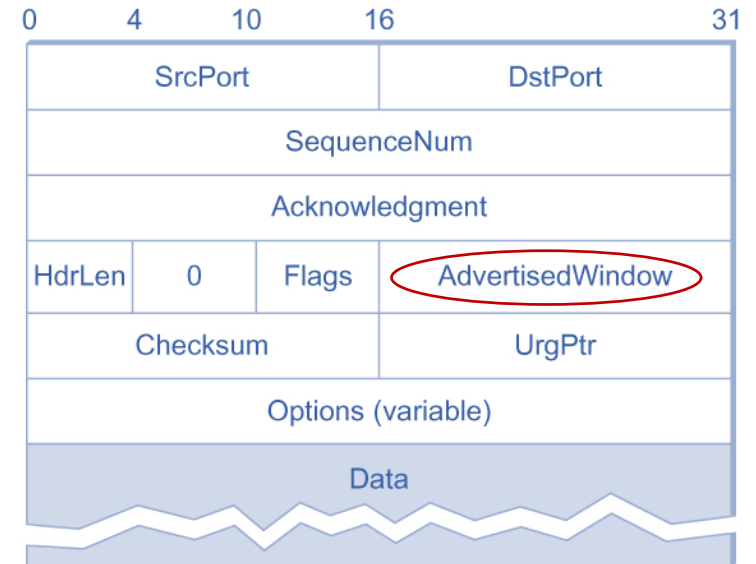 0 4 10 16 31
SrcPort DstPort
SequenceNum
Acknowledgment
HdrLen 0 Flags AdvertisedWindow
Checksum UrgPtr
Options (variable)
Data